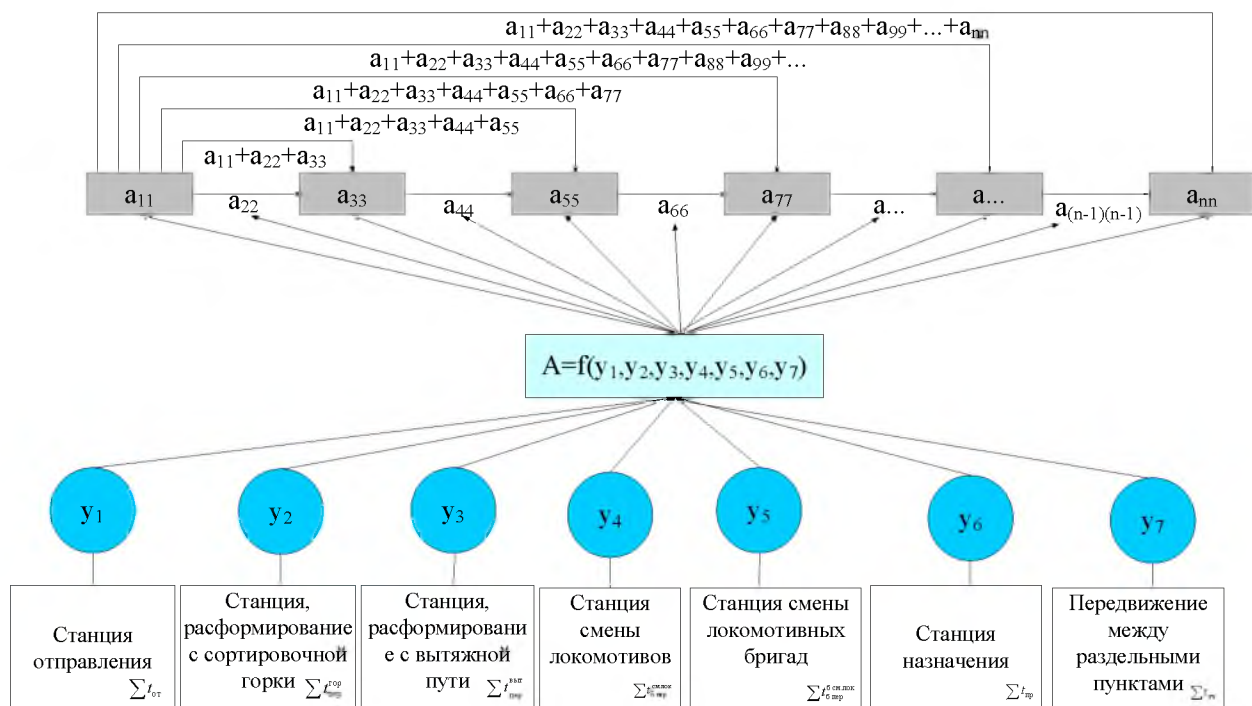 a₁₁+a₂₂+a₃₃+a₄₄+a₅₅+a₆₆+a₇₇+a₈₈+a₉₉+...+aₙₙ
a₁₁+a₂₂+a₃₃+a₄₄+a₅₅+a₆₆+a₇₇+a₈₈+a₉₉+...
a₁₁+a₂₂+a₃₃+a₄₄+a₅₅+a₆₆+a₇₇
a₁₁+a₂₂+a₃₃+a₄₄+a₅₅
a₁₁+a₂₂+a₃₃
a₁₁ a₃₃ a₅₅ a₇₇ a... aₙₙ
a₂₂ a₄₄ a₆₆ a... a₍ₙ₋₁₎₍ₙ₋₁₎
A=f(y₁,y₂,y₃,y₄,y₅,y₆,y₇)
y₁ y₂ y₃ y₄ y₅ y₆ y₇
Станция
отправления
∑ tот
Станция,
расформирование
с сортировочной
горки ∑ t
Станция,
расформировани
е с вытяжной
пути ∑ t
Станция
смены
локомотивов
∑ t
Станция смены
локомотивных
бригад
∑ t
Станция
назначения
∑ tпр
Передвижение
между
раздельными
пунктами ∑ t